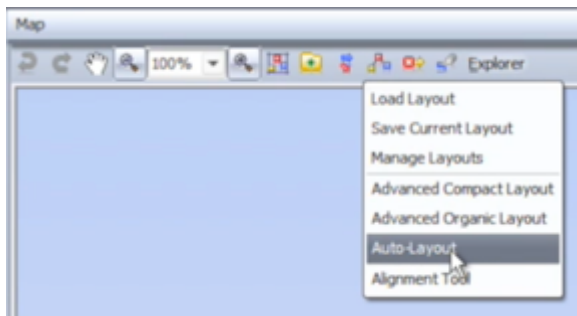 Map
100% Explorer
Load Layout
Save Current Layout
Manage Layouts
Advanced Compact Layout
Advanced Organic Layout
Auto-Layout
Alignment Tool